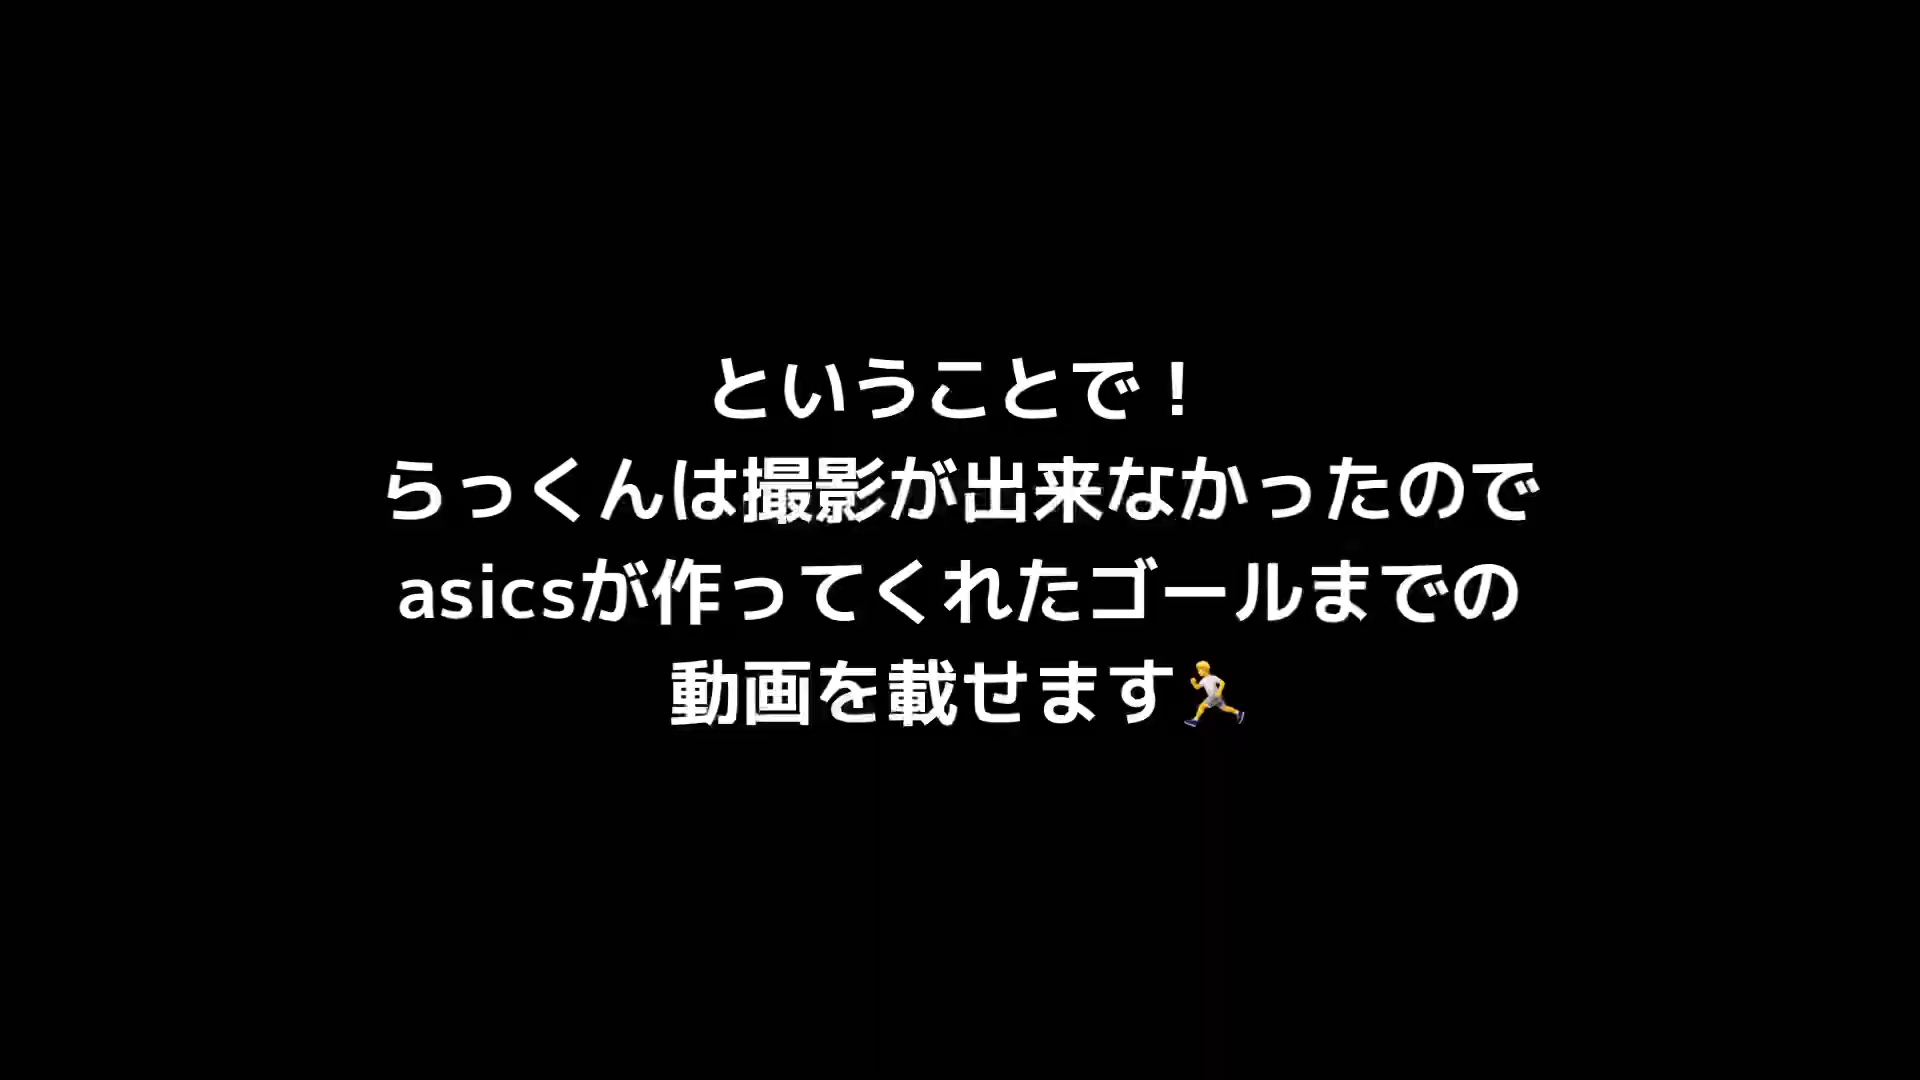 ということで！
らっくんは撮影が出来なかったので
asicsが作ってくれたゴールまでの
動画を載せます🏃